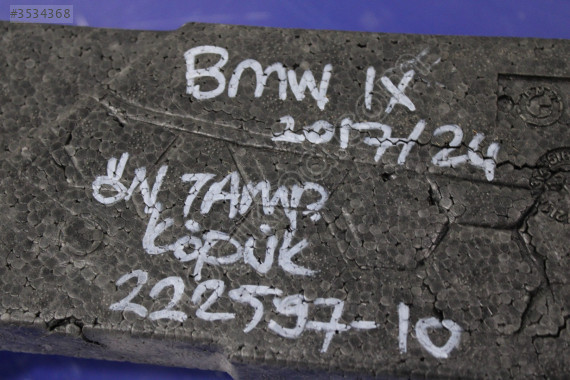 #3534368
BMW IX
2017/24
ÖN TAMP
KÖPÜK
222597-10